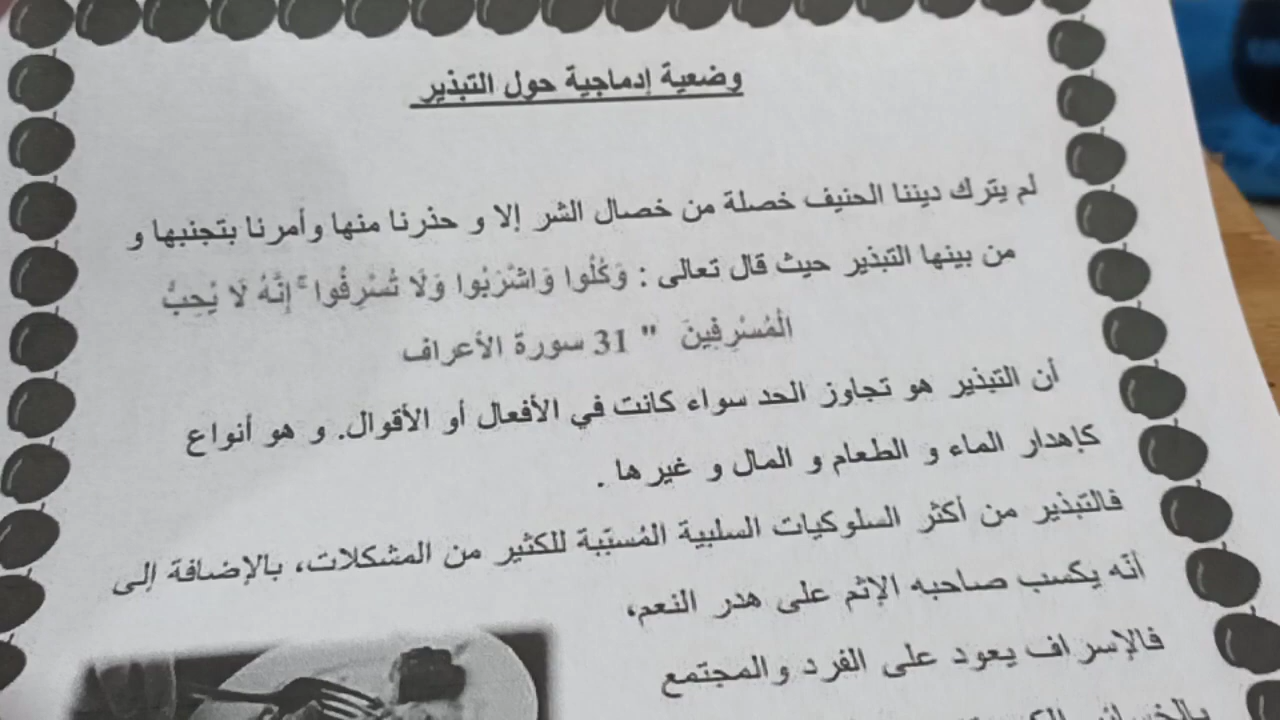 وضعية إدماجية حول التبذير
لم يترك ديننا الحنيف خصلة من خصال الشر إلا و حذرنا منها وأمرنا بتجنبها و
من بينها التبذير حيث قال تعالى : وَكُلُوا وَاشْرَبُوا وَلَا تُسْرِفُوا ۚ إِنَّهُ لَا يُحِبُّ
الْمُسْرِفِينَ " 31 سورة الأعراف
أن التبذير هو تجاوز الحد سواء كانت في الأفعال أو الأقوال. و هو أنواع
كإهدار الماء و الطعام و المال و غيرها .
فالتبذير من أكثر السلوكيات السلبية المُستّببة للكثير من المشكلات، بالإضافة إلى
أنّه يكسب صاحبه الإثم على هدر النعم،
فالإسراف يعود على الفرد والمجتمع